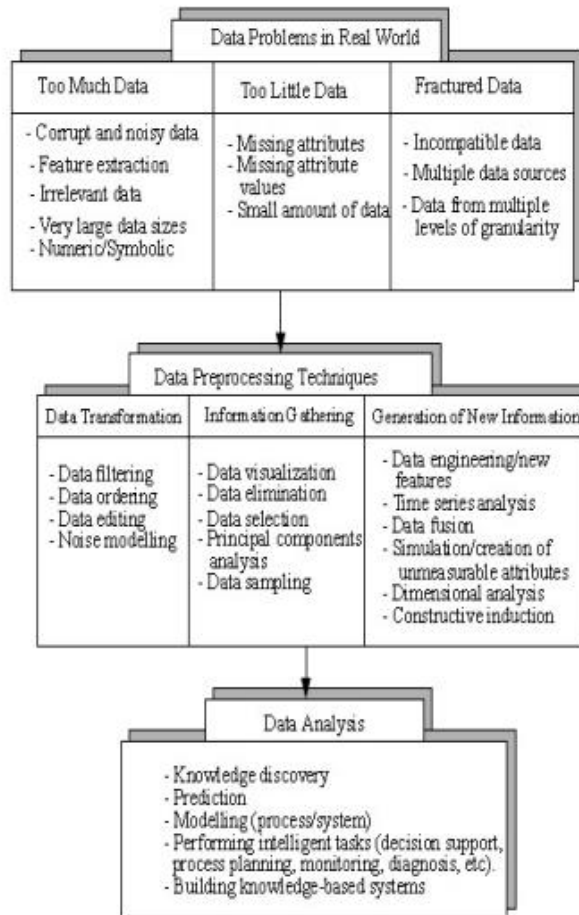 Data Problems in Real World
Too Much Data
- Corrupt and noisy data
- Feature extraction
- Irrelevant data
- Very large data sizes
- Numeric/Symbolic
Too Little Data
- Missing attributes
- Missing attribute
values
- Small amount of data
Fractured Data
- Incompatible data
- Multiple data sources
- Data from multiple
levels of granularity
Data Preprocessing Techniques
Data Transformation
- Data filtering
- Data ordering
- Data editing
- Noise modelling
Information Gathering
- Data visualization
- Data elimination
- Data selection
- Principal components
analysis
- Data sampling
Generation of New Information
- Data engineering/new
features
- Time series analysis
- Data fusion
- Simulation/creation of
unmeasurable attributes
- Dimensional analysis
- Constructive induction
Data Analysis
- Knowledge discovery
- Prediction
- Modelling (process/system)
- Performing intelligent tasks (decision support,
process planning, monitoring, diagnosis, etc).
- Building knowledge-based systems